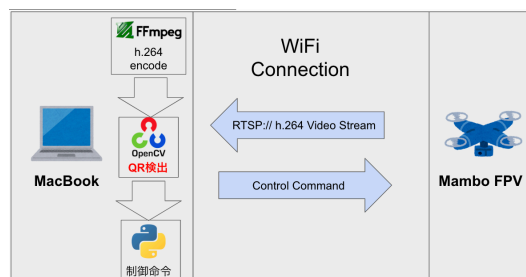 FFmpeg
h.264
encode
OpenCV
QR検出
MacBook
制御命令
WiFi
Connection
RTSP:// h.264 Video Stream
Control Command
Mambo FPV